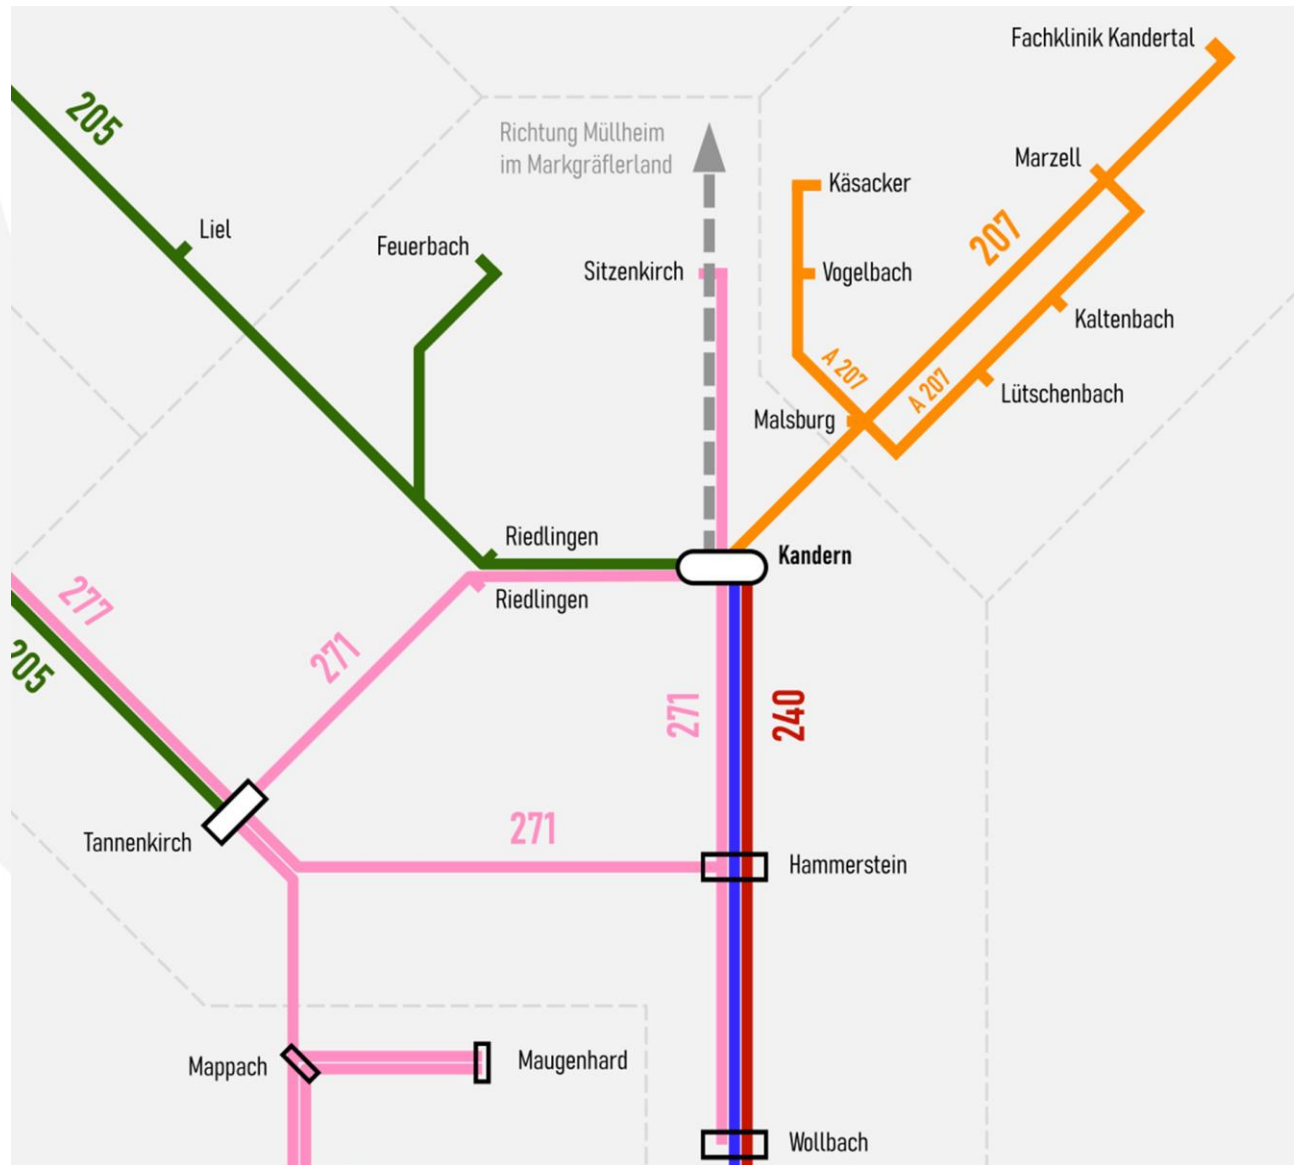 Fachklinik Kandertal
205
Richtung Müllheim
im Markgräflerland
Marzell
Käsacker
207
Liel
Feuerbach
Sitzenkirch
Vogelbach
Kaltenbach
A 207
A 207
Lütschenbach
Malsburg
Riedlingen
Kandern
Riedlingen
277
271
205
271
240
271
Tannenkirch
Hammerstein
Mappach
Maugenhard
Wollbach